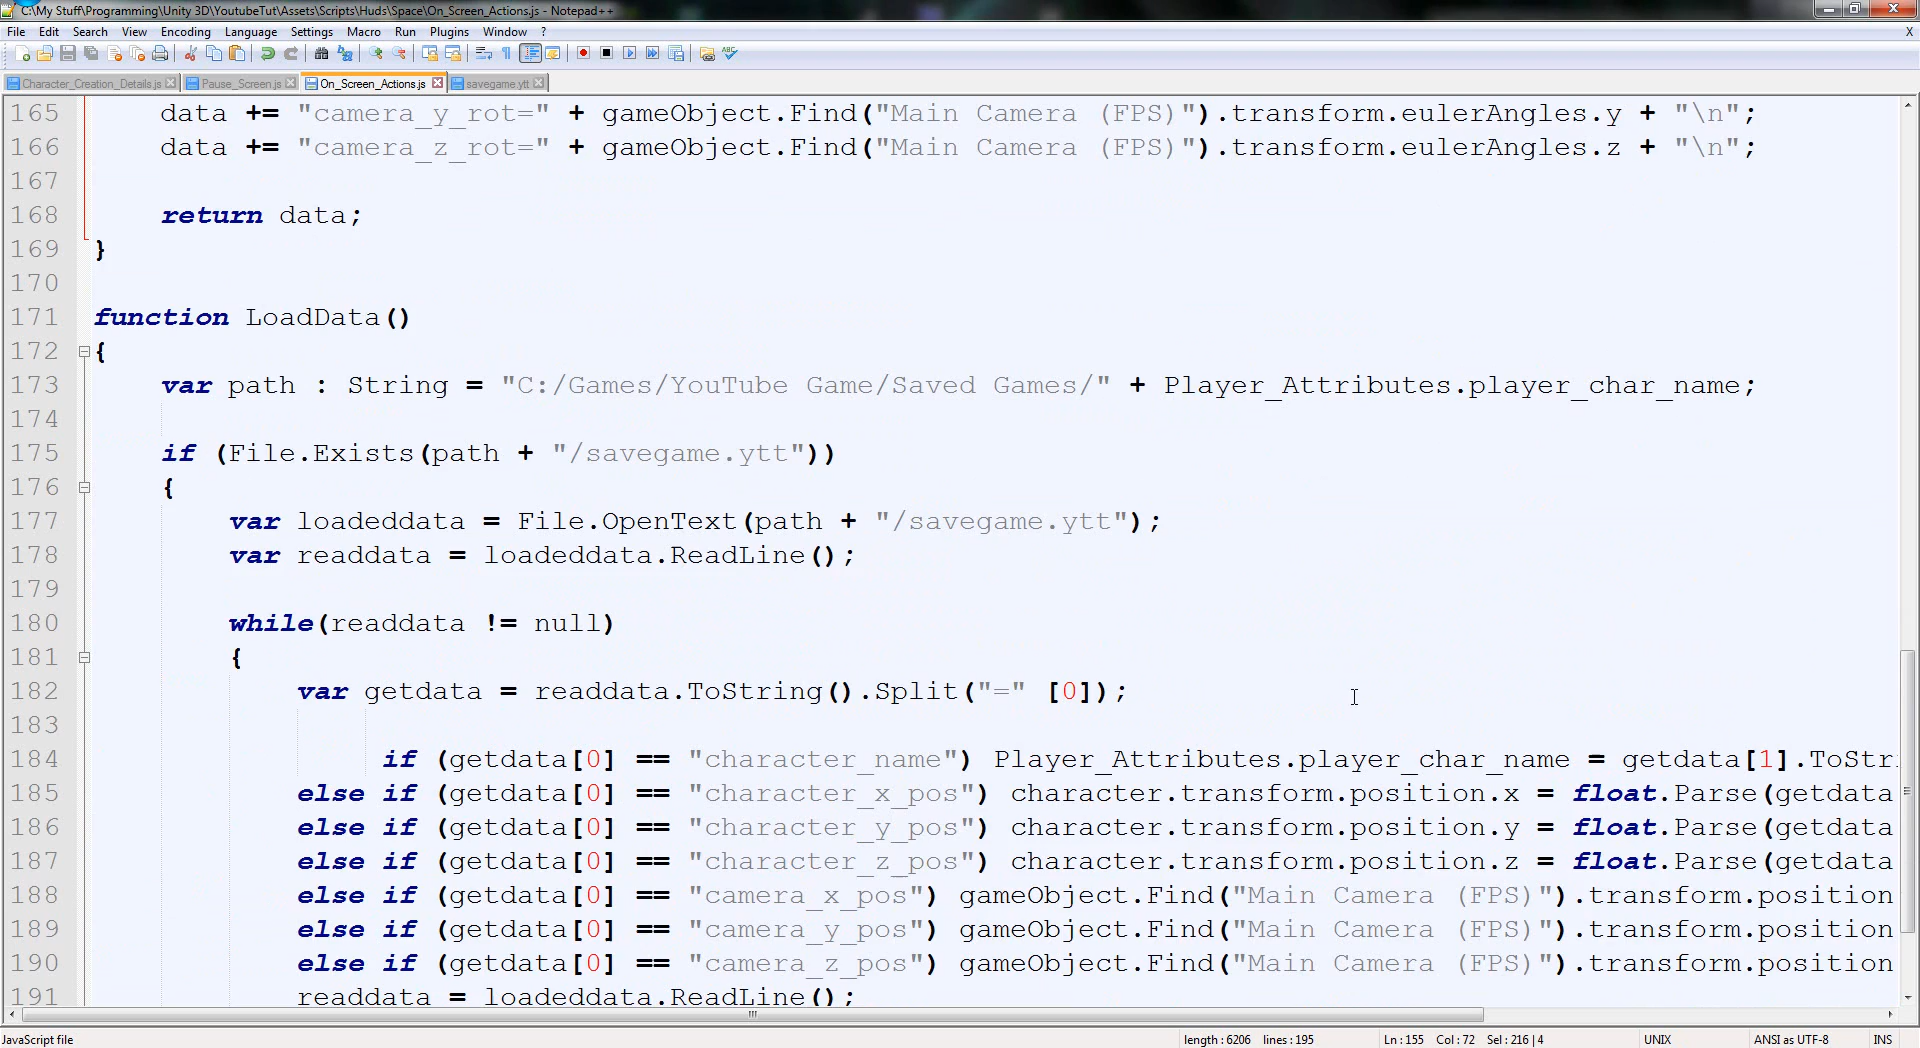 C:\My Stuff\Programming\Unity 3D\YoutubeTut\Assets\Scripts\Huds\Space\On_Screen_Actions.js - Notepad++
File Edit Search View Encoding Language Settings Macro Run Plugins Window ? X
Character_Creation_Details.js Pause_Screen.js On_Screen_Actions.js savegame.ytt
165 data += "camera_y_rot=" + gameObject.Find("Main Camera (FPS)").transform.eulerAngles.y + "\n";
166 data += "camera_z_rot=" + gameObject.Find("Main Camera (FPS)").transform.eulerAngles.z + "\n";
167
168 return data;
169 }
170
171 function LoadData()
172 {
173 var path : String = "C:/Games/YouTube Game/Saved Games/" + Player_Attributes.player_char_name;
174
175 if (File.Exists(path + "/savegame.ytt"))
176 {
177 var loadeddata = File.OpenText(path + "/savegame.ytt");
178 var readdata = loadeddata.ReadLine();
179
180 while(readdata != null)
181 {
182 var getdata = readdata.ToString().Split("=" [0]);
183
184 if (getdata[0] == "character_name") Player_Attributes.player_char_name = getdata[1].ToStri
185 else if (getdata[0] == "character_x_pos") character.transform.position.x = float.Parse(getdata
186 else if (getdata[0] == "character_y_pos") character.transform.position.y = float.Parse(getdata
187 else if (getdata[0] == "character_z_pos") character.transform.position.z = float.Parse(getdata
188 else if (getdata[0] == "camera_x_pos") gameObject.Find("Main Camera (FPS)").transform.position
189 else if (getdata[0] == "camera_y_pos") gameObject.Find("Main Camera (FPS)").transform.position
190 else if (getdata[0] == "camera_z_pos") gameObject.Find("Main Camera (FPS)").transform.position
191 readdata = loadeddata.ReadLine();
JavaScript file length : 6206 lines : 195 Ln : 155 Col : 72 Sel : 216 | 4 UNIX ANSI as UTF-8 INS